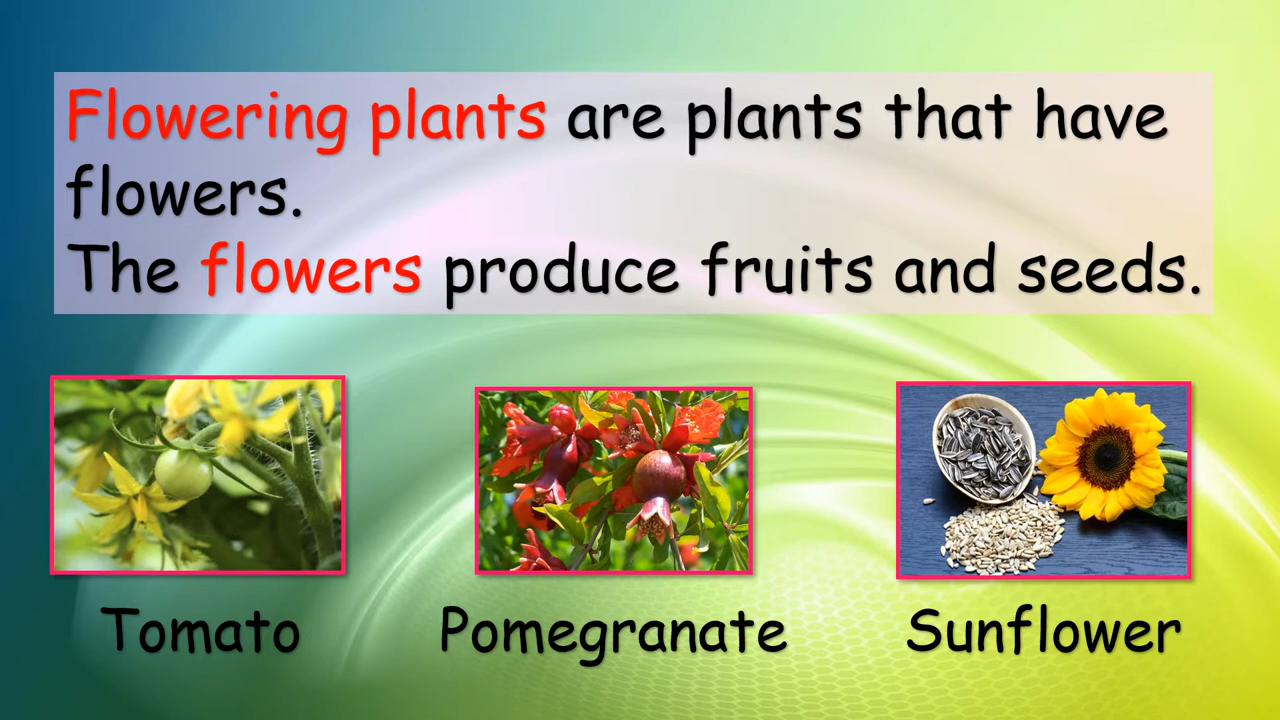 Flowering plants are plants that have
flowers.
The flowers produce fruits and seeds.
Tomato
Pomegranate
Sunflower